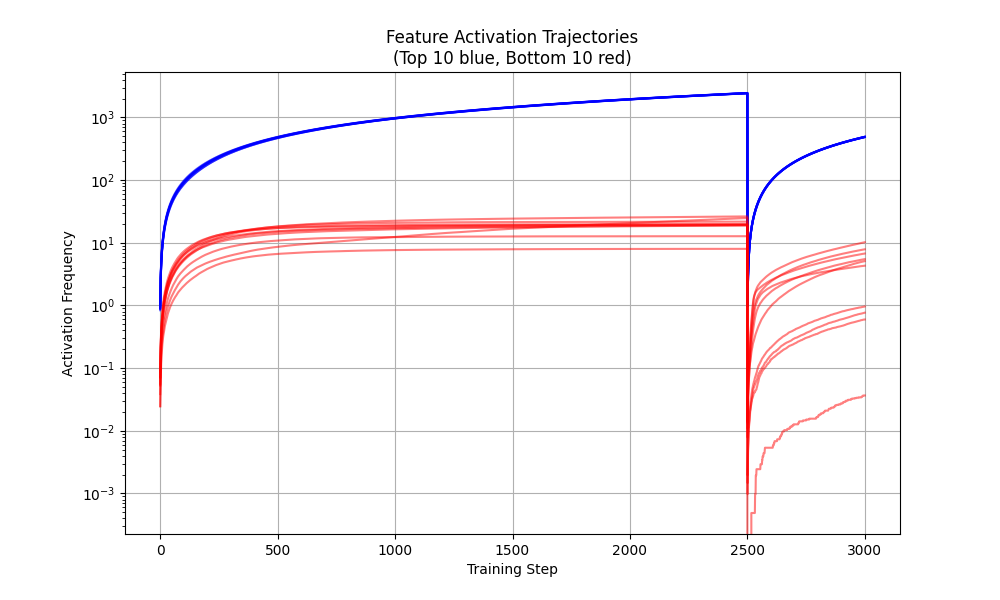 Feature Activation Trajectories
(Top 10 blue, Bottom 10 red)
10^3
10^2
10^1
10^0
10^-1
10^-2
10^-3
Activation Frequency
0 500 1000 1500 2000 2500 3000
Training Step